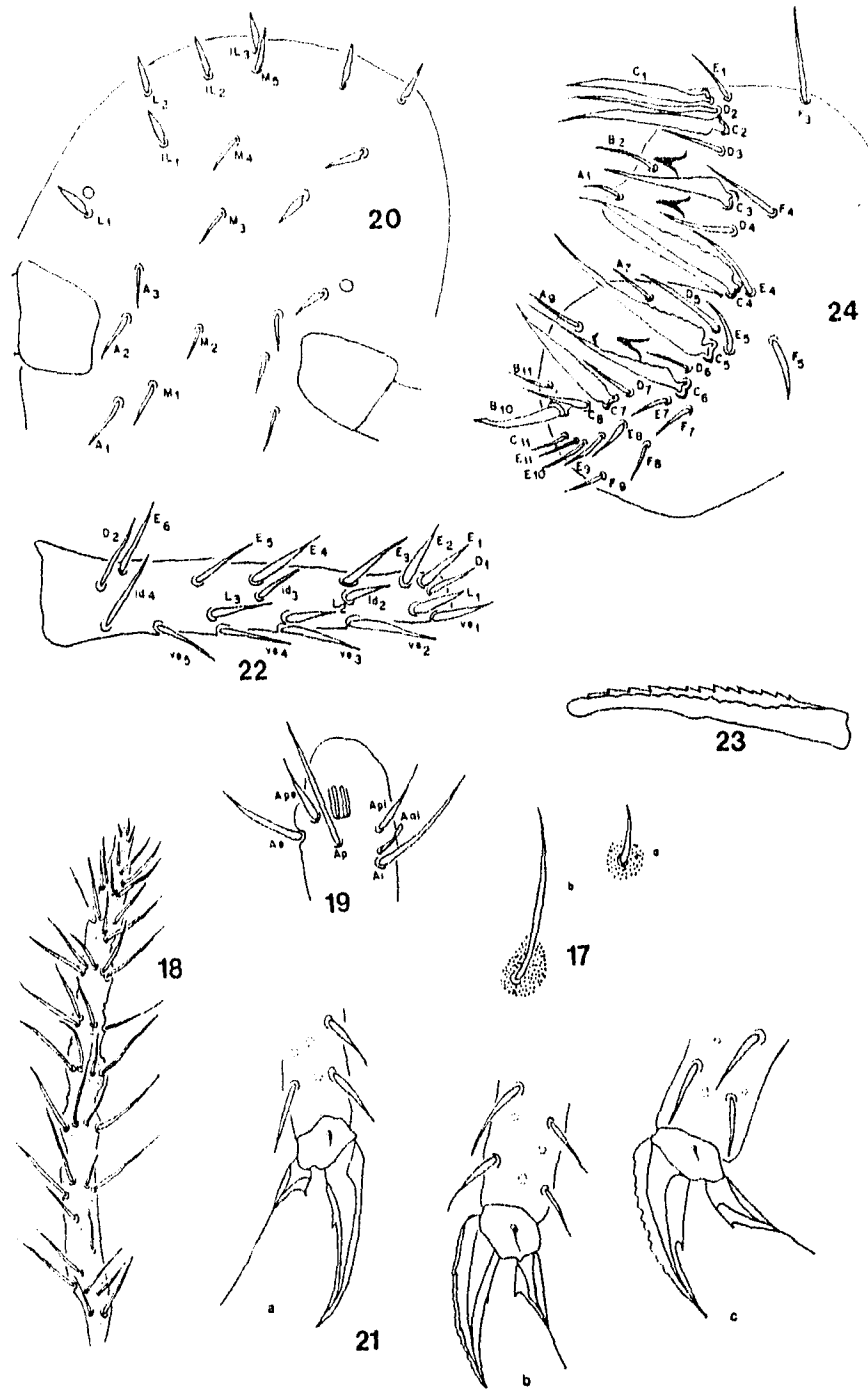 IL3
M5
L2
IL2
IL1
M4
L1
M3
20
A3
A2
M2
M1
A1
C1
E1
D2
C2
F3
B2
D3
A1
C3
F4
D4
A7
D5
C4
E4
24
A9
E5
C5
F5
D6
B11
D7
C6
B10
C8
C7
E7
F7
C11
E8
E11
E10
E9
F8
F9
D2
E6
E5
E4
E3
E2
E1
D1
Id4
L3
Id3
L2
Id2
L1
ve5
ve4
ve3
ve2
ve1
22
23
Ape
Api
Aai
Ae
Ap
Ai
19
a
b
17
18
a
21
b
c